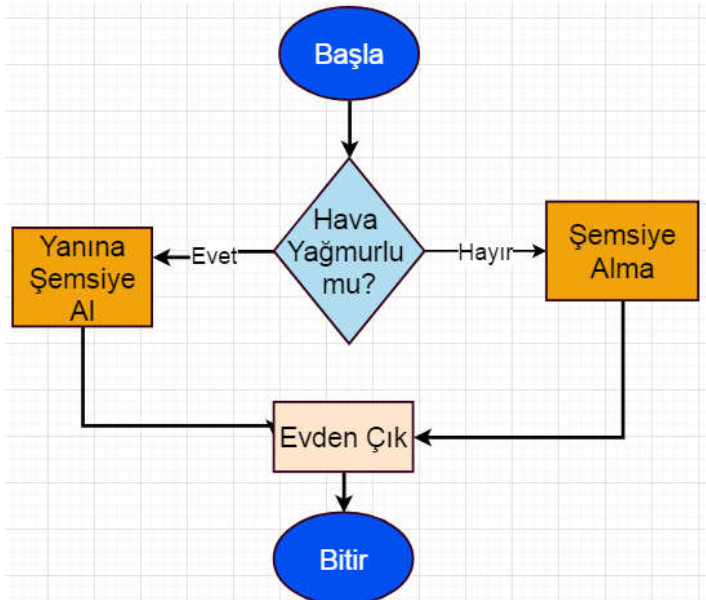 Başla
Hava
Yağmurlu
mu?
Evet
Hayır
Yanına
Şemsiye
Al
Şemsiye
Alma
Evden Çık
Bitir